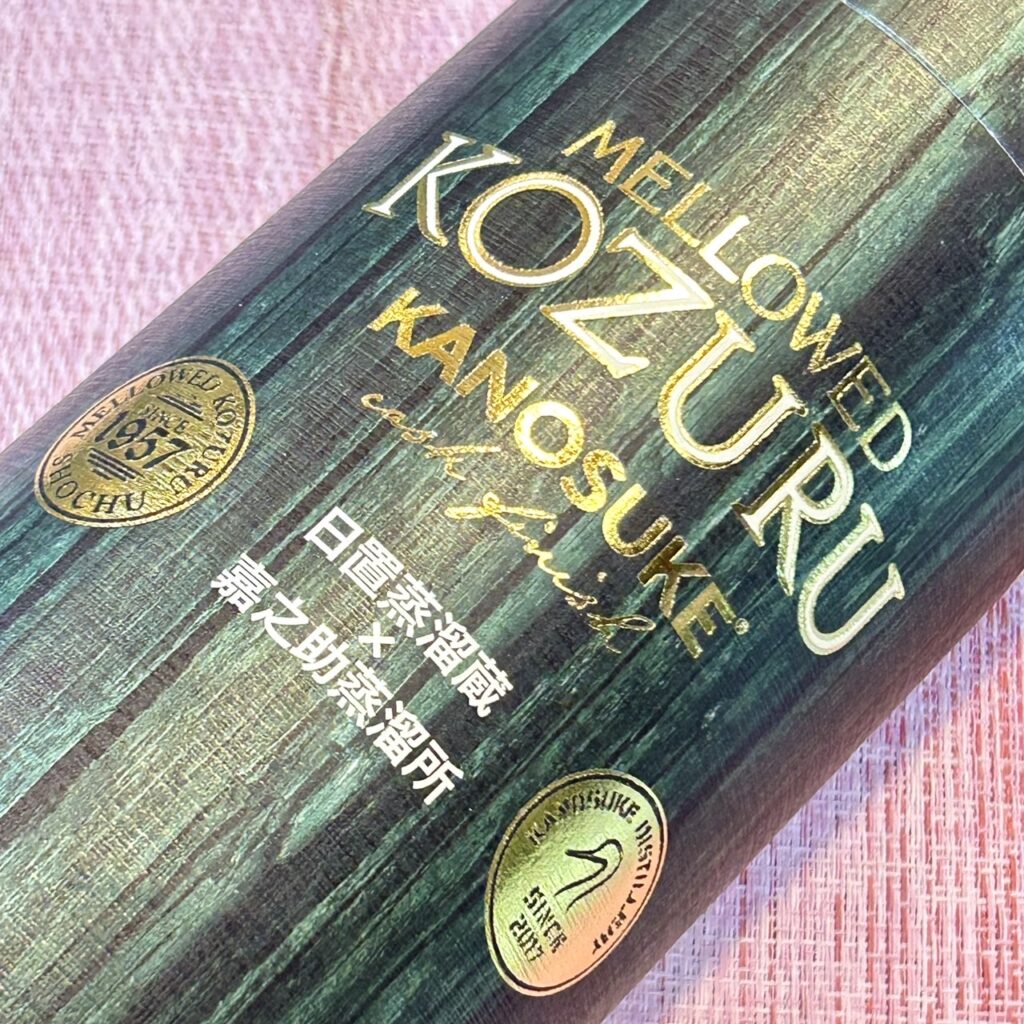 MELLOWED
KOZURU
KANOSUKE®
cask finish
日置蒸溜蔵
×
嘉之助蒸溜所
MELLOWED KOZURU
SINCE
1957
SHOCHU
KANOSUKE DISTILLERY
SINCE
2017